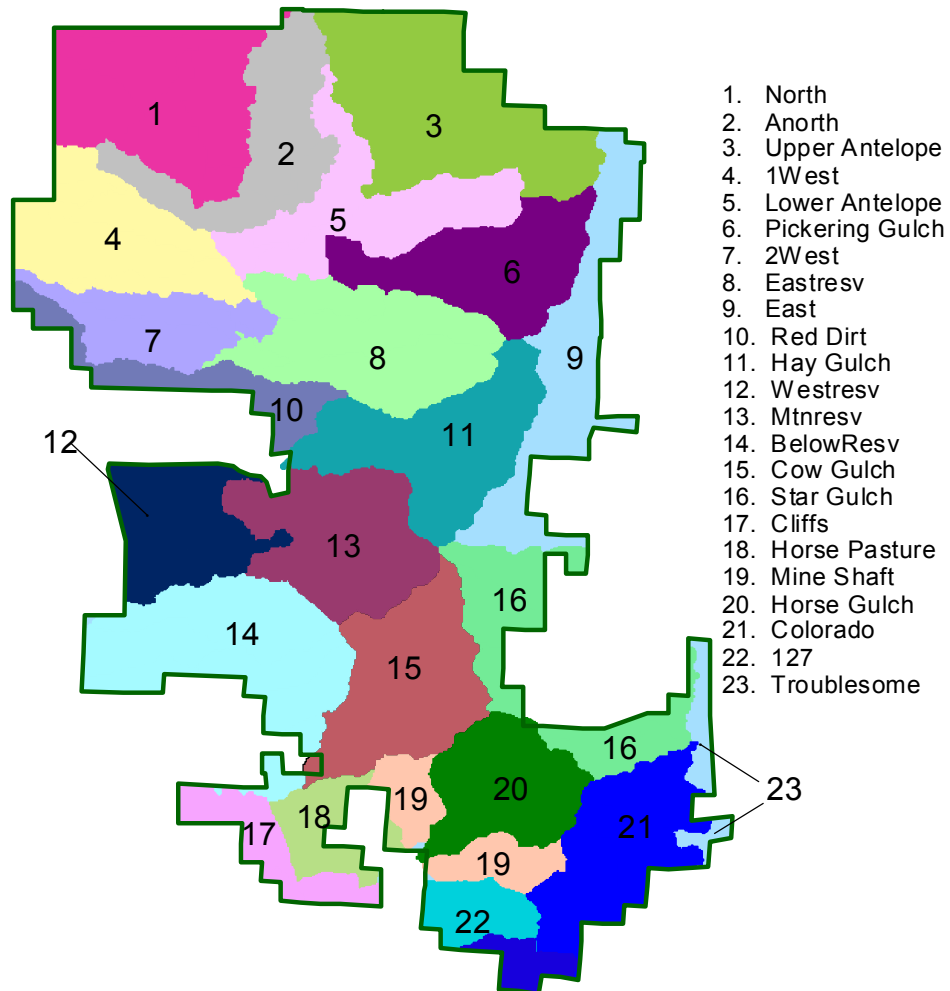 1. North
2. Anorth
3. Upper Antelope
4. 1West
5. Lower Antelope
6. Pickering Gulch
7. 2West
8. Eastresv
9. East
10. Red Dirt
11. Hay Gulch
12. Westresv
13. Mtnresv
14. BelowResv
15. Cow Gulch
16. Star Gulch
17. Cliffs
18. Horse Pasture
19. Mine Shaft
20. Horse Gulch
21. Colorado
22. 127
23. Troublesome
1
2
3
4
5
6
7
8
9
10
11
12
13
14
15
16
16
17
18
19
19
20
21
22
23